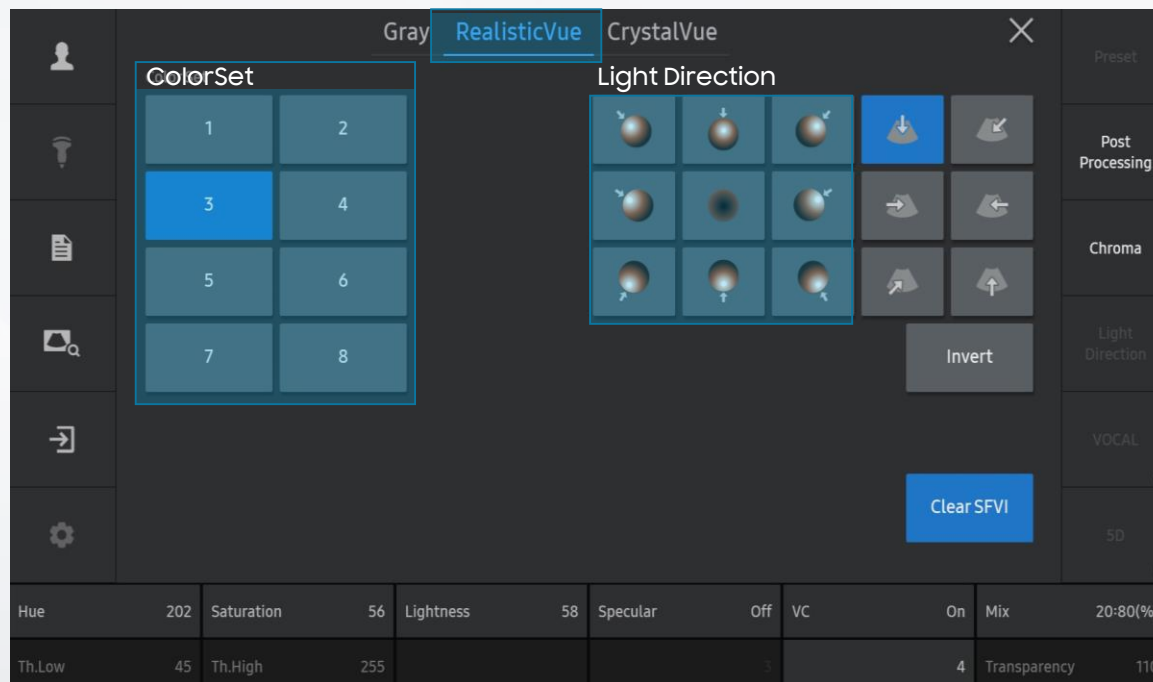 Gray RealisticVue CrystalVue
Preset
ColorSet
Light Direction
1 2
3 4
5 6
7 8
Post
Processing
Chroma
Light
Direction
Invert
VOCAL
Clear SFVI
5D
Hue 202 Saturation 56 Lightness 58 Specular Off VC On Mix 20:80(%
Th.Low 45 Th.High 255 3 4 Transparency 110